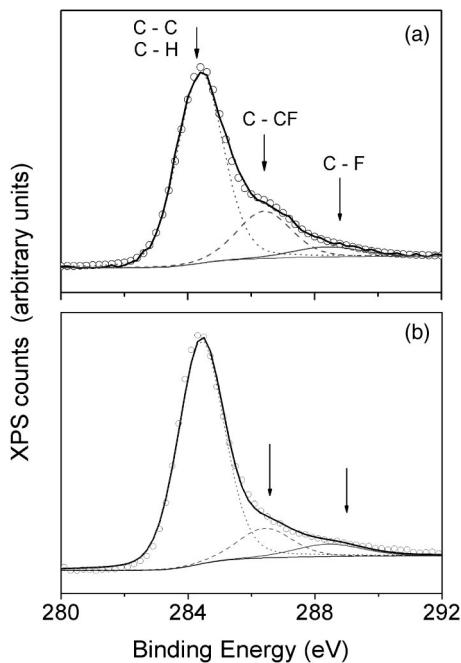 (a)
C - C
C - H
C - CF
C - F
(b)
XPS counts (arbitrary units)
280 284 288 292
Binding Energy (eV)